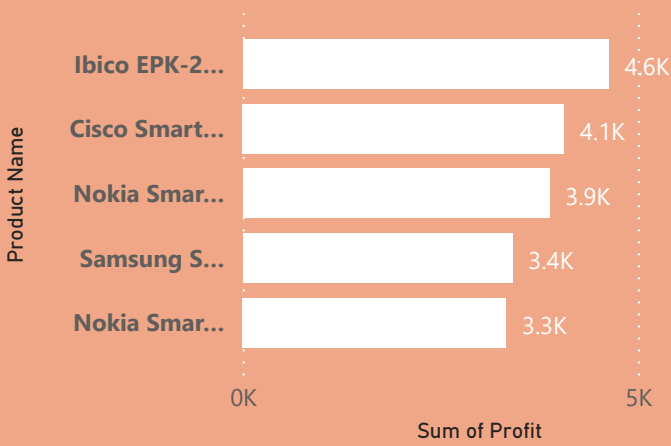 Product Name
Ibico EPK-2… 4.6K
Cisco Smart… 4.1K
Nokia Smar… 3.9K
Samsung S… 3.4K
Nokia Smar… 3.3K
0K 5K
Sum of Profit